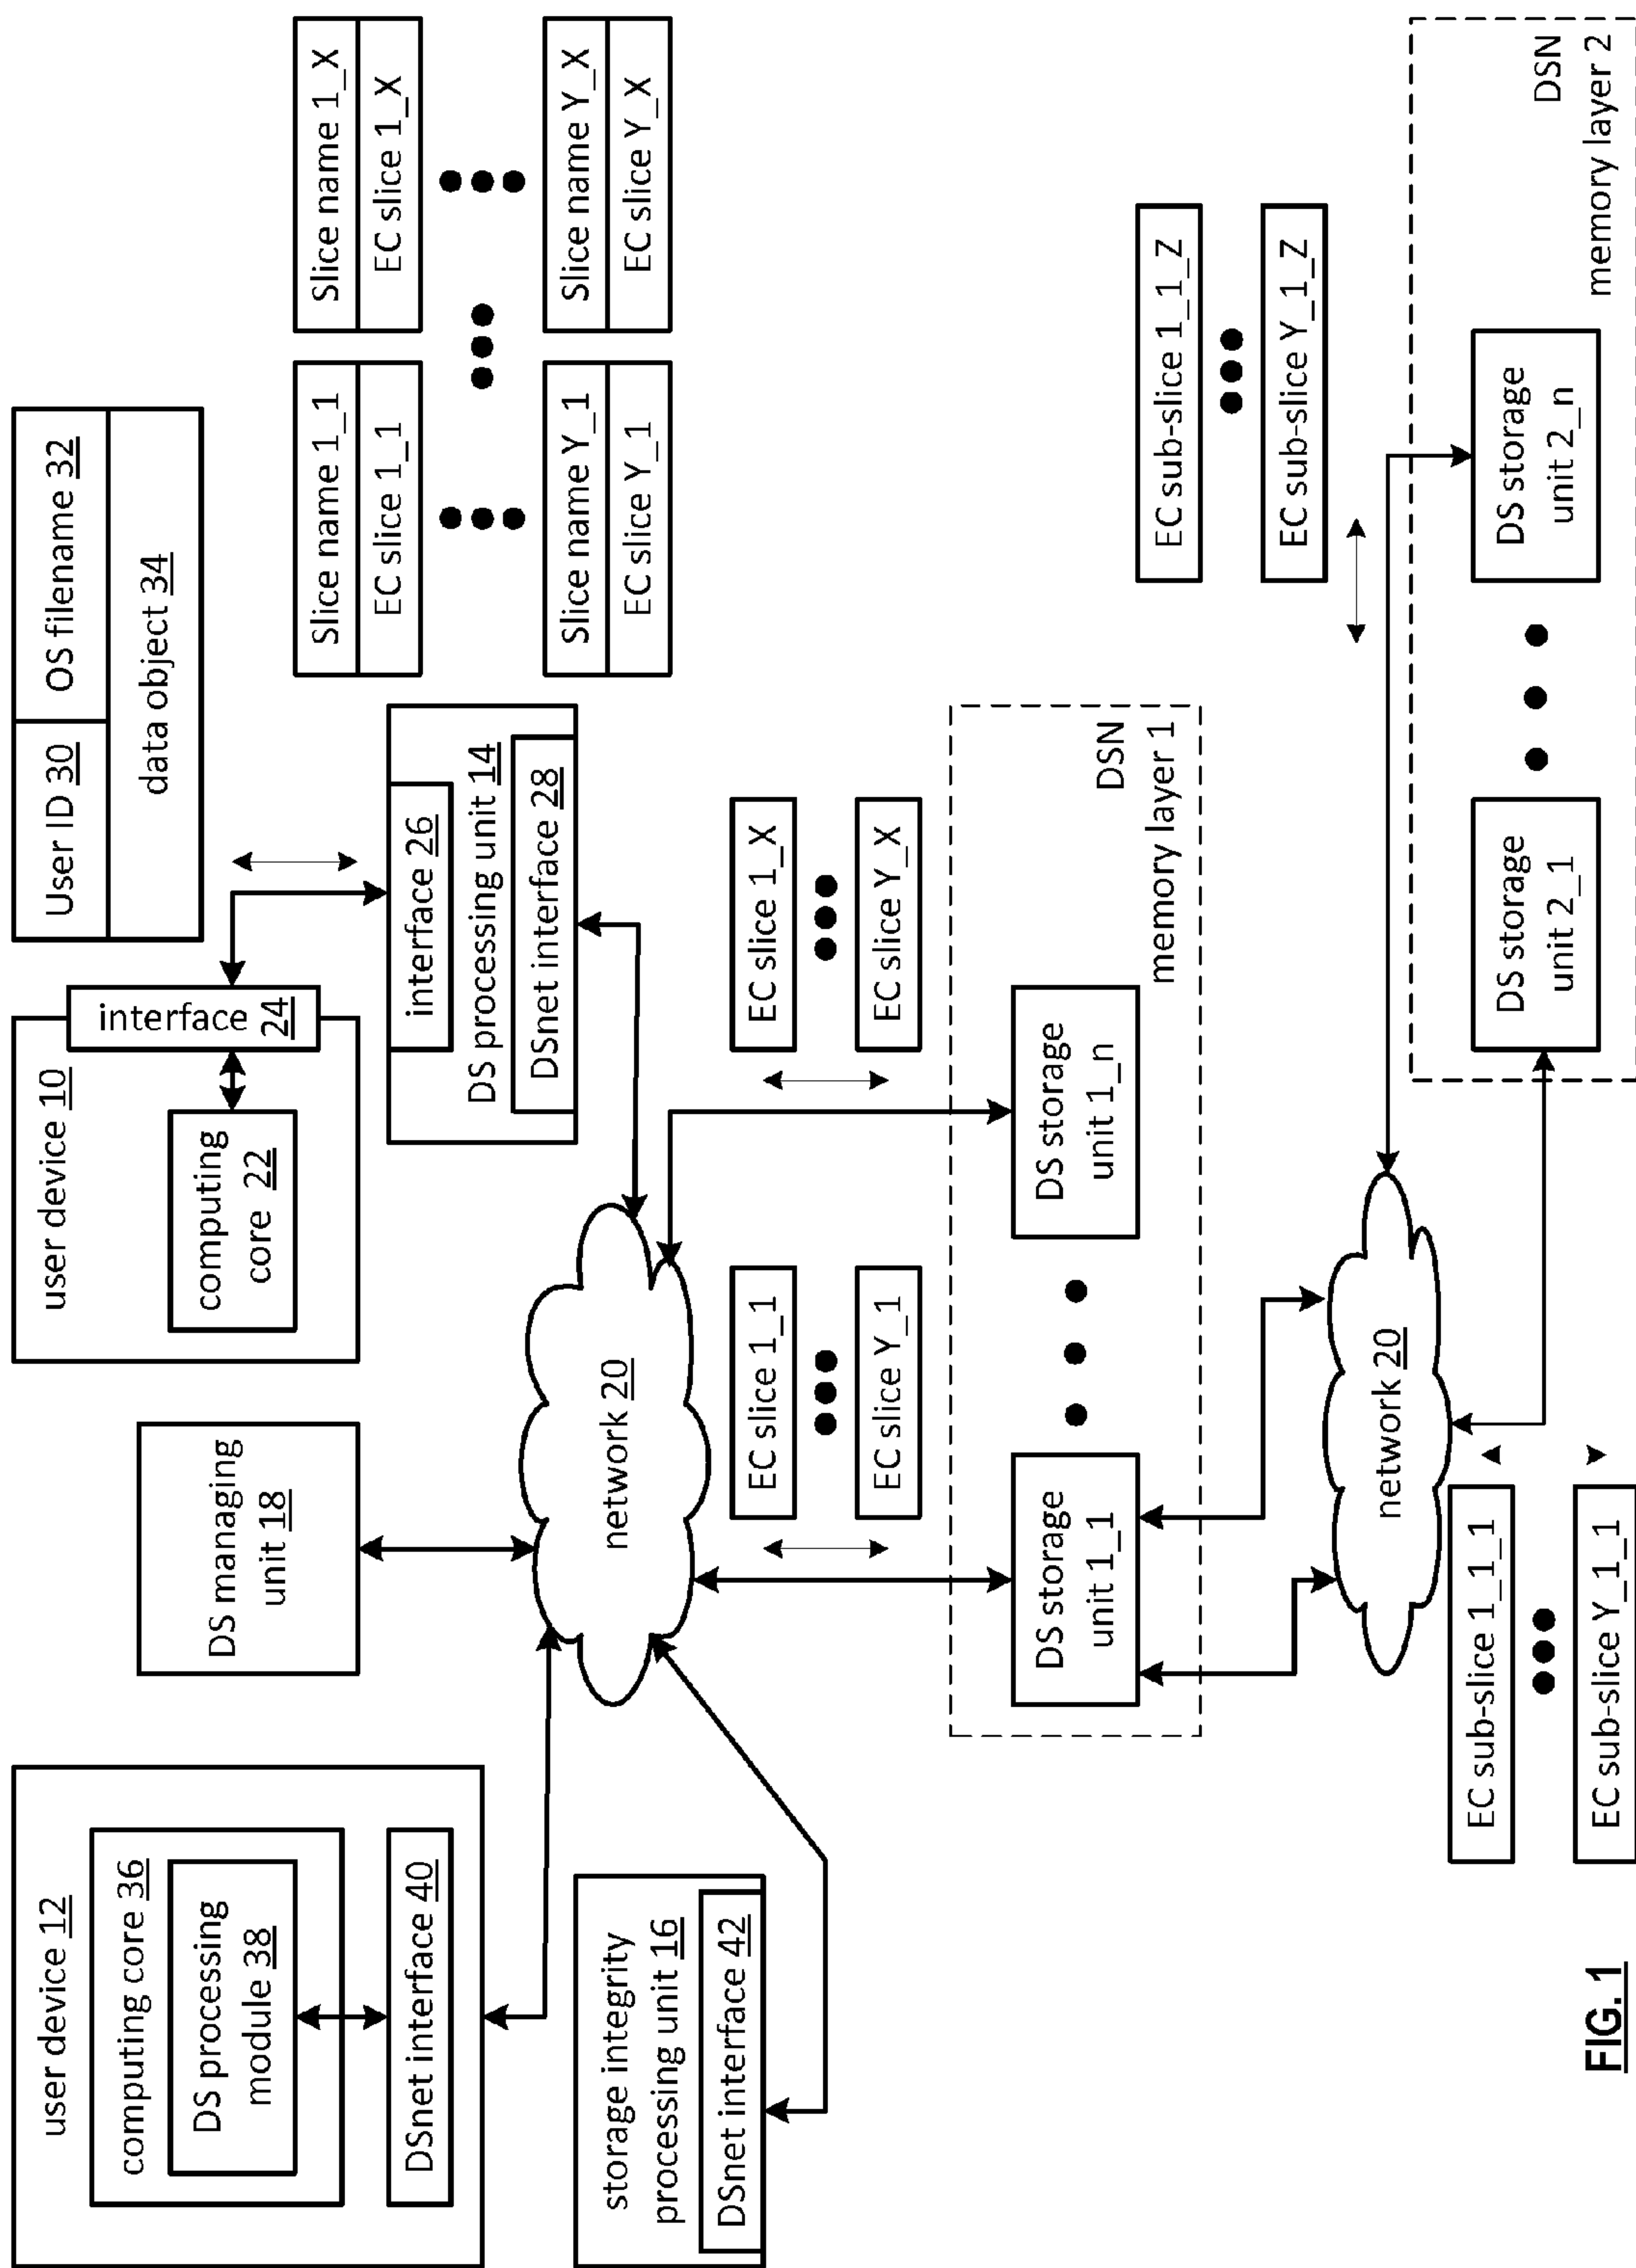 user device 12
computing core 36
DS processing
module 38
DSnet interface 40
DS managing
unit 18
user device 10
computing
core 22
interface
24
User ID 30
OS filename 32
data object 34
storage integrity
processing unit 16
DSnet interface 42
network 20
interface 26
DS processing unit 14
DSnet interface 28
Slice name 1_1
EC slice 1_1
Slice name 1_X
EC slice 1_X
Slice name Y_1
EC slice Y_1
Slice name Y_X
EC slice Y_X
EC slice 1_1
EC slice Y_1
EC slice 1_X
EC slice Y_X
DS storage
unit 1_1
DS storage
unit 1_n
DSN
memory layer 1
network 20
EC sub-slice 1_1_Z
EC sub-slice Y_1_Z
EC sub-slice 1_1_1
EC sub-slice Y_1_1
DS storage
unit 2_1
DS storage
unit 2_n
DSN
memory layer 2
FIG. 1